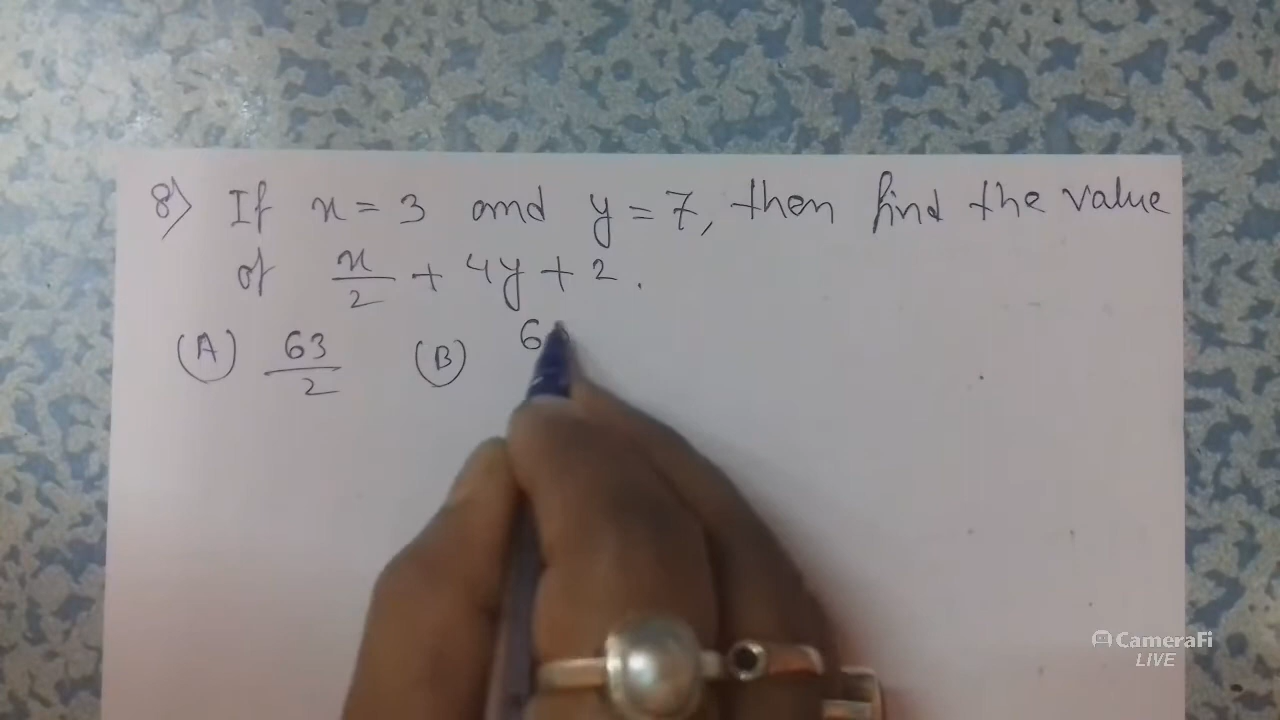 8) If x = 3 and y = 7, then find the value
of x/2 + 4y + 2.
(A) 63/2 (B) 6
CameraFi
LIVE